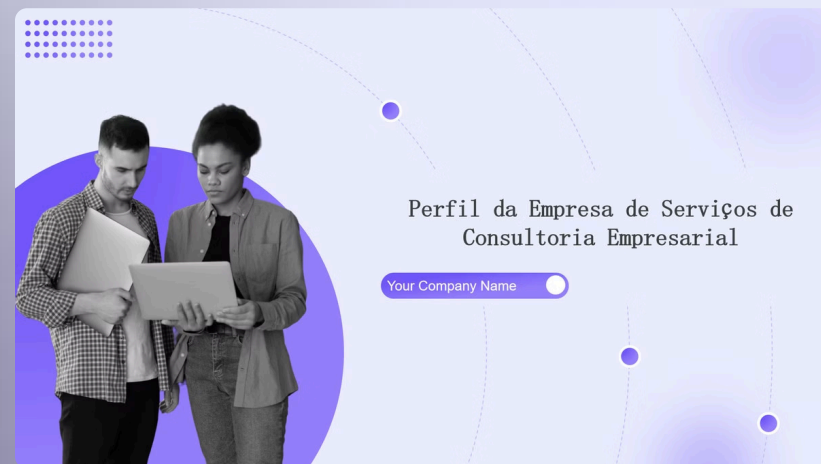 Perfil da Empresa de Serviços de
Consultoria Empresarial
Your Company Name